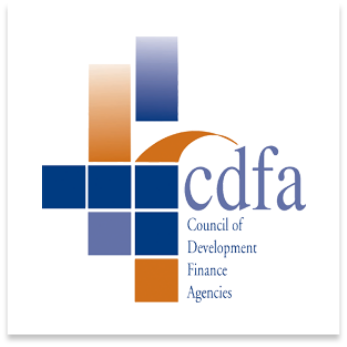 cdfa
Council of
Development
Finance
Agencies